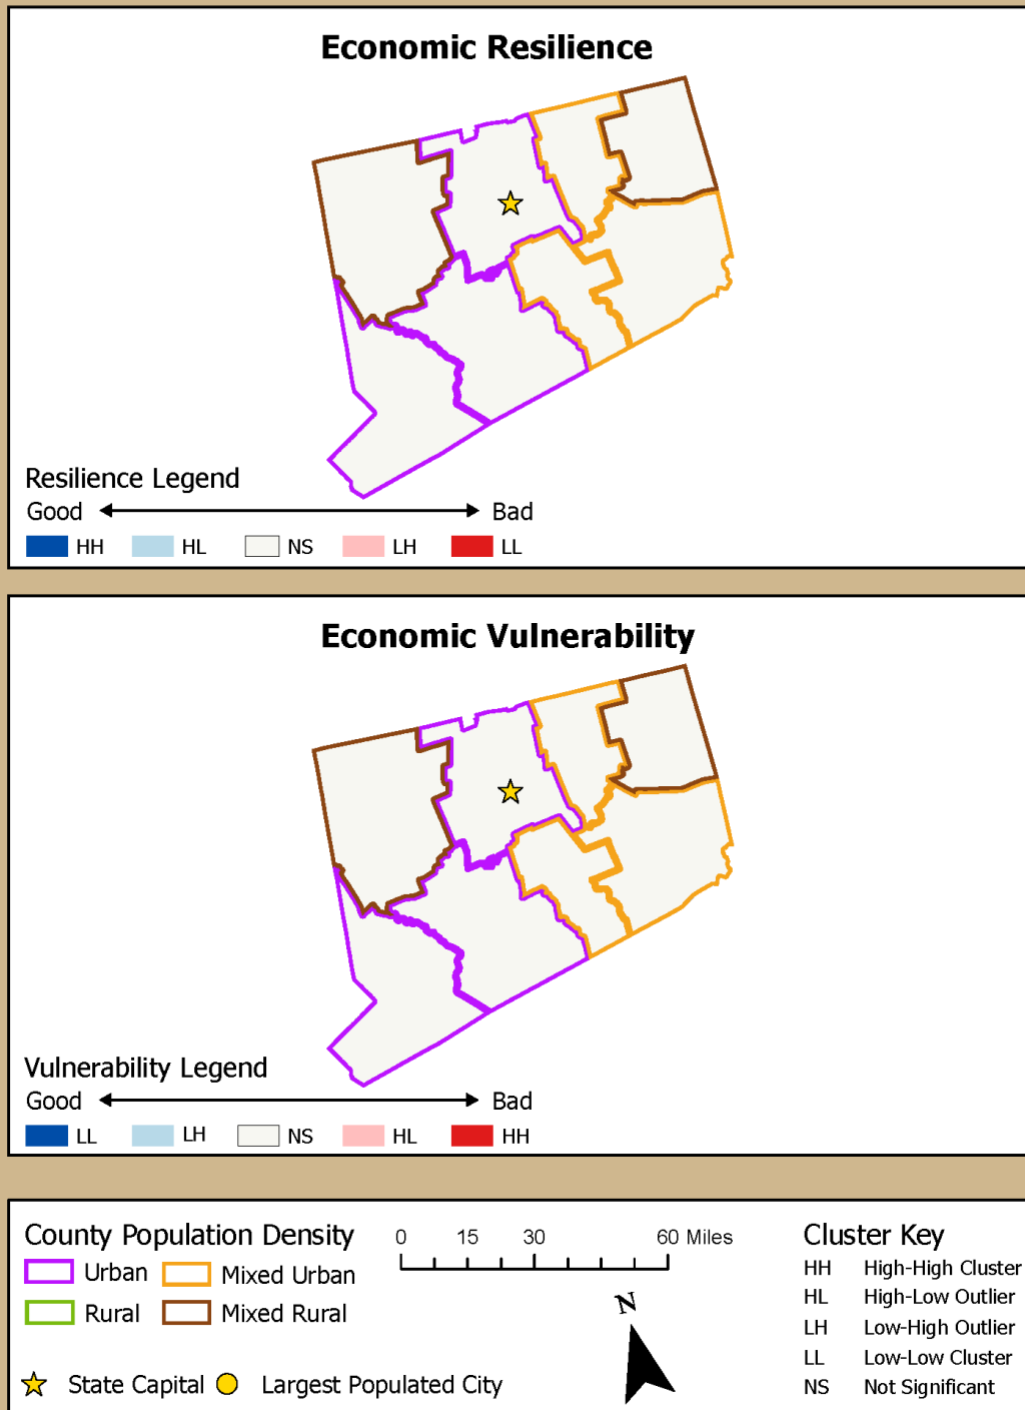 Economic Resilience
Resilience Legend
Good Bad
HH HL NS LH LL
Economic Vulnerability
Vulnerability Legend
Good Bad
LL LH NS HL HH
County Population Density
Urban Mixed Urban
Rural Mixed Rural
State Capital Largest Populated City
0 15 30 60 Miles
N
Cluster Key
HH High-High Cluster
HL High-Low Outlier
LH Low-High Outlier
LL Low-Low Cluster
NS Not Significant